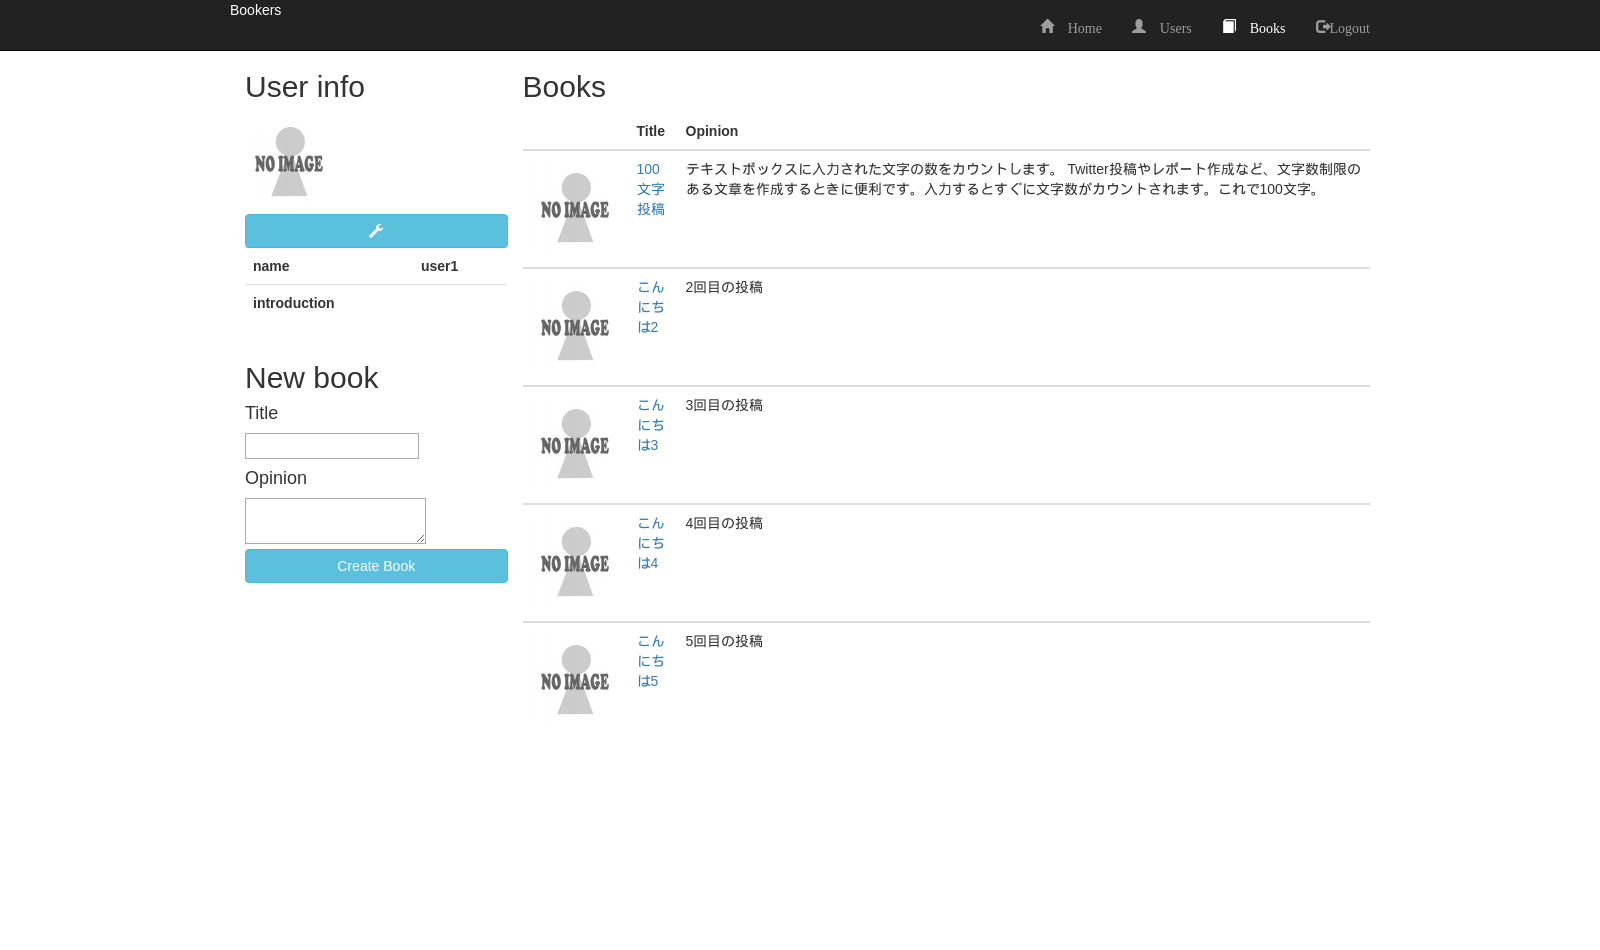 Bookers
Home
Users
Books
Logout
User info
NO IMAGE
name user1
introduction
New book
Title
Opinion
Create Book
Books
Title Opinion
NO IMAGE
100
文字
投稿
テキストボックスに入力された文字の数をカウントします。 Twitter投稿やレポート作成など、文字数制限の
ある文章を作成するときに便利です。入力するとすぐに文字数がカウントされます。これで100文字。
NO IMAGE
こん
にち
は2
2回目の投稿
NO IMAGE
こん
にち
は3
3回目の投稿
NO IMAGE
こん
にち
は4
4回目の投稿
NO IMAGE
こん
にち
は5
5回目の投稿